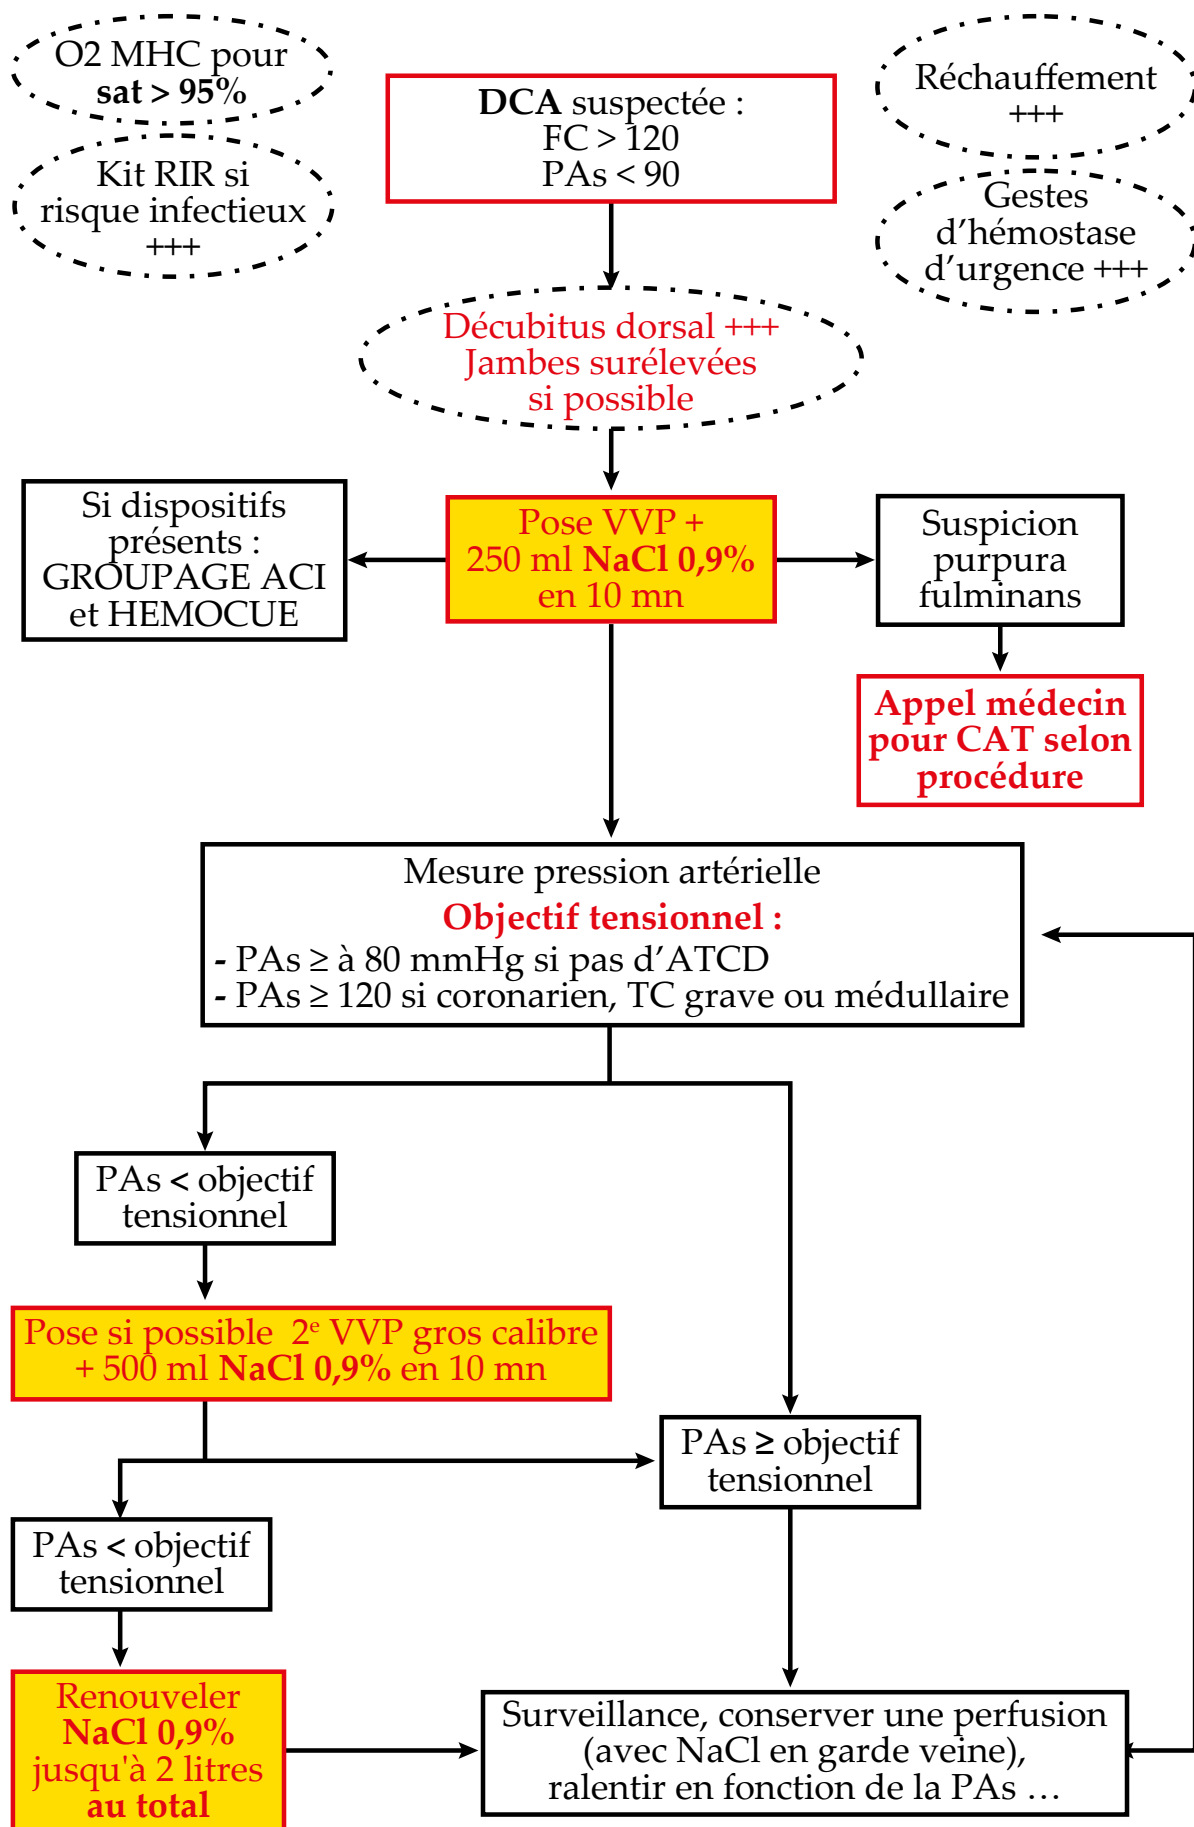 O2 MHC pour
sat > 95%
Kit RIR si
risque infectieux
+++
DCA suspectée :
FC > 120
PAs < 90
Réchauffement
+++
Gestes
d’hémostase
d’urgence +++
Décubitus dorsal +++
Jambes surélevées
si possible
Si dispositifs
présents :
GROUPAGE ACI
et HEMOCUE
Pose VVP +
250 ml NaCl 0,9%
en 10 mn
Suspicion
purpura
fulminans
Appel médecin
pour CAT selon
procédure
Mesure pression artérielle
Objectif tensionnel :
- PAs ≥ à 80 mmHg si pas d’ATCD
- PAs ≥ 120 si coronarien, TC grave ou médullaire
PAs < objectif
tensionnel
Pose si possible 2e VVP gros calibre
+ 500 ml NaCl 0,9% en 10 mn
PAs ≥ objectif
tensionnel
PAs < objectif
tensionnel
Renouveler
NaCl 0,9%
jusqu'à 2 litres
au total
Surveillance, conserver une perfusion
(avec NaCl en garde veine),
ralentir en fonction de la PAs …